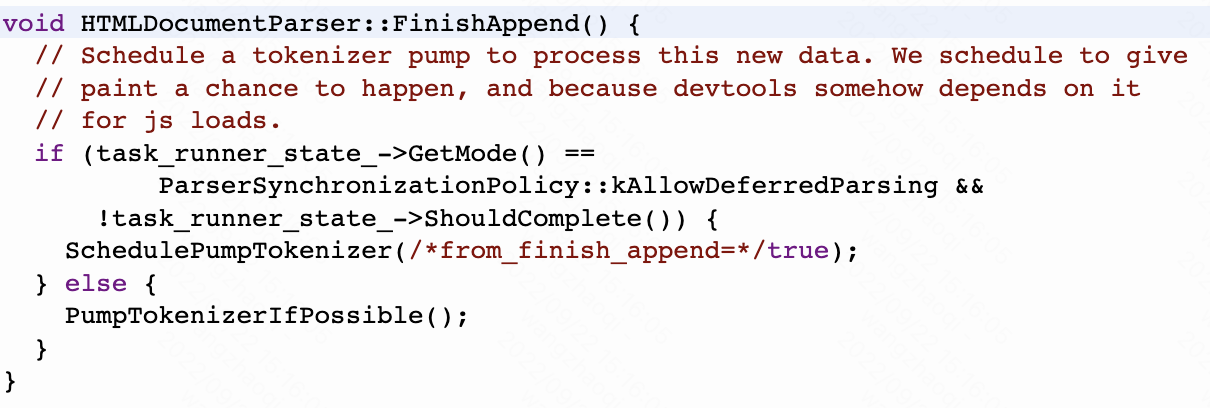 void HTMLDocumentParser::FinishAppend() {
  // Schedule a tokenizer pump to process this new data. We schedule to give
  // paint a chance to happen, and because devtools somehow depends on it
  // for js loads.
  if (task_runner_state_->GetMode() ==
          ParserSynchronizationPolicy::kAllowDeferredParsing &&
      !task_runner_state_->ShouldComplete()) {
    SchedulePumpTokenizer(/*from_finish_append=*/true);
  } else {
    PumpTokenizerIfPossible();
  }
}